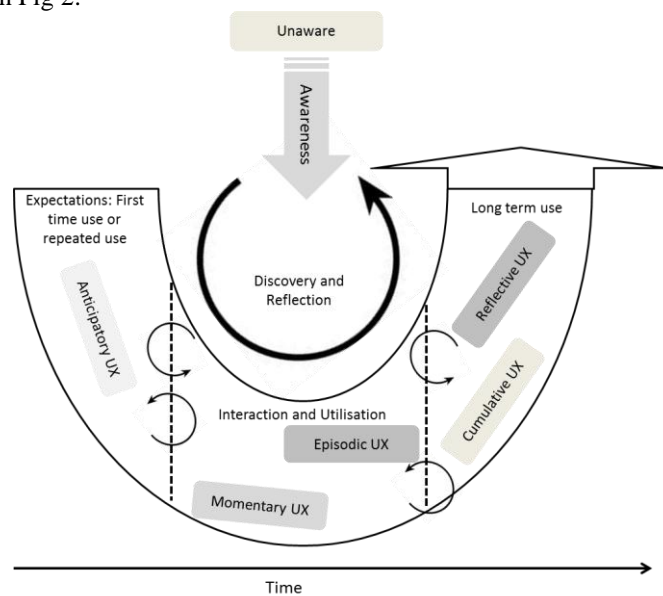 n Fig 2.
Unaware
Awareness
Expectations: First
time use or
repeated use
Long term use
Discovery and
Reflection
Anticipatory UX
Reflective UX
Cumulative UX
Interaction and Utilisation
Episodic UX
Momentary UX
Time